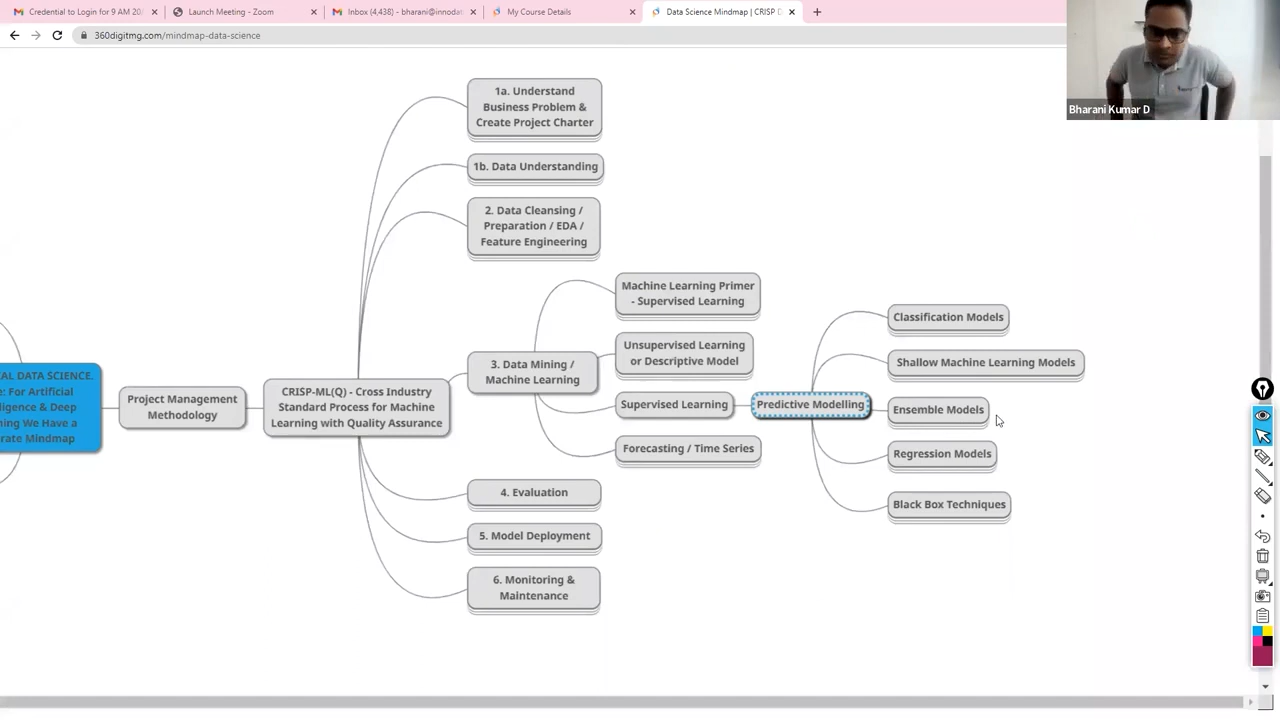 Credential to Login for 9 AM 20
Launch Meeting - Zoom
Inbox (4,438) - bharani@innodat
My Course Details
Data Science Mindmap | CRISP D
360digitmg.com/mindmap-data-science
Bharani Kumar D
1a. Understand
Business Problem &
Create Project Charter
1b. Data Understanding
2. Data Cleansing /
Preparation / EDA /
Feature Engineering
Machine Learning Primer
- Supervised Learning
Unsupervised Learning
or Descriptive Model
3. Data Mining /
Machine Learning
Supervised Learning
Predictive Modelling
Forecasting / Time Series
Classification Models
Shallow Machine Learning Models
Ensemble Models
Regression Models
Black Box Techniques
AL DATA SCIENCE.
e: For Artificial
lligence & Deep
ning We Have a
rate Mindmap
Project Management
Methodology
CRISP-ML(Q) - Cross Industry
Standard Process for Machine
Learning with Quality Assurance
4. Evaluation
5. Model Deployment
6. Monitoring &
Maintenance